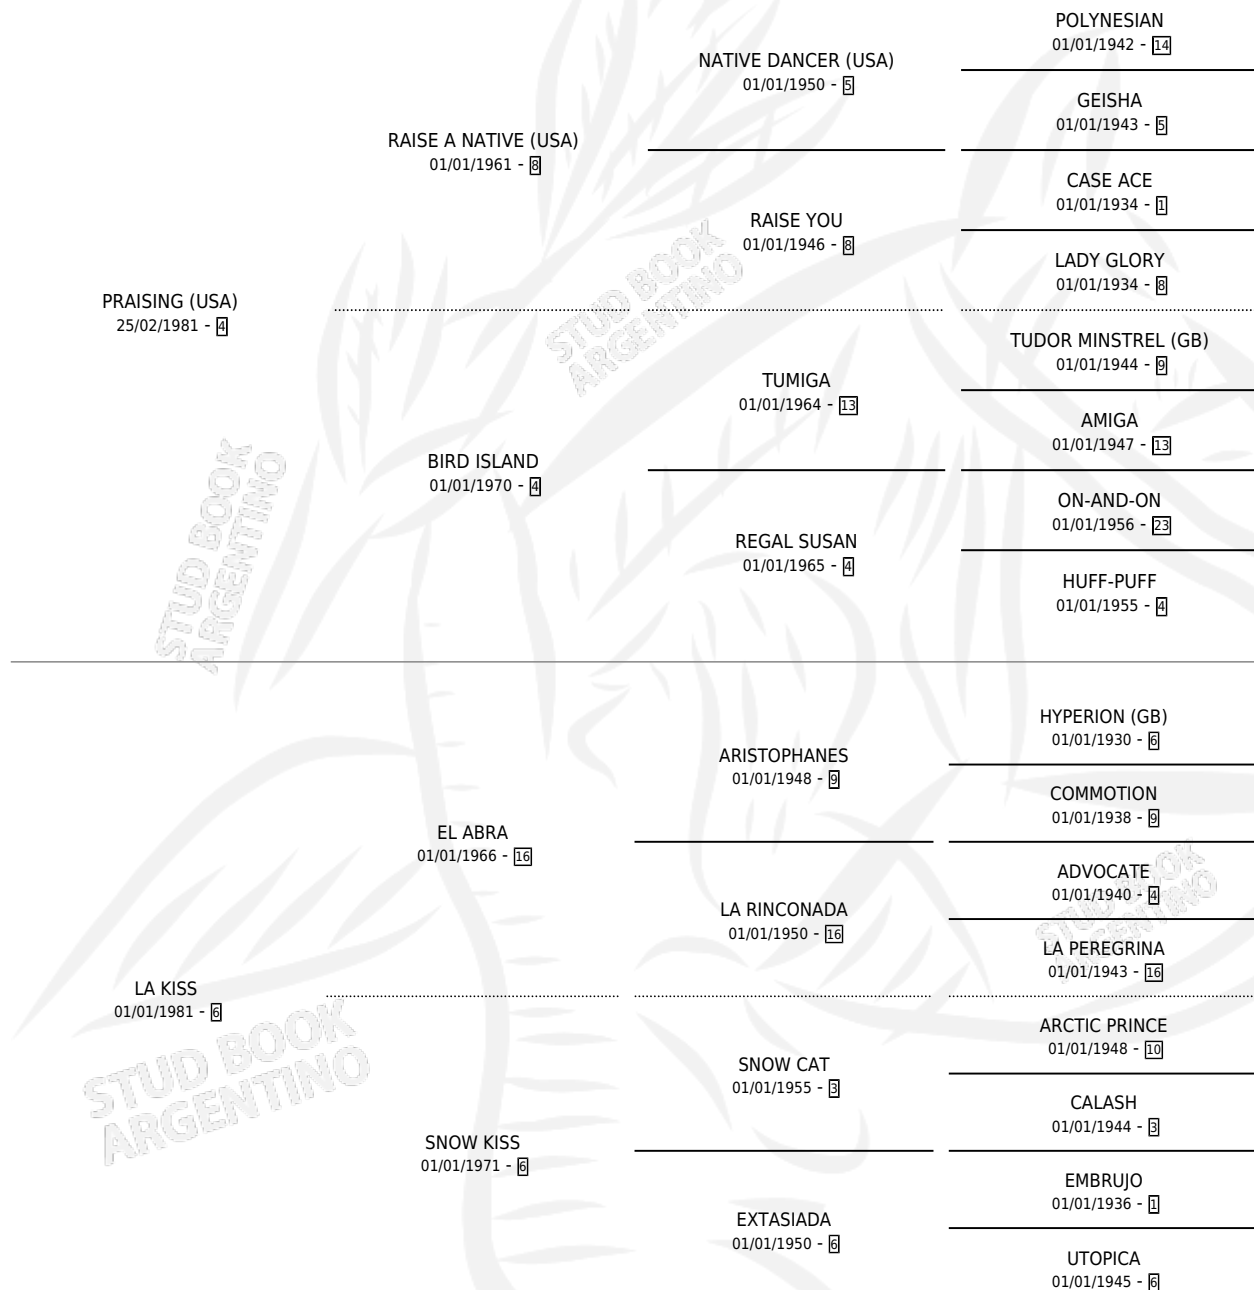 POLYNESIAN
01/01/1942 - 14
NATIVE DANCER (USA)
01/01/1950 - 5
GEISHA
01/01/1943 - 5
RAISE A NATIVE (USA)
01/01/1961 - 8
CASE ACE
01/01/1934 - 1
RAISE YOU
01/01/1946 - 8
LADY GLORY
01/01/1934 - 8
PRAISING (USA)
25/02/1981 - 4
TUDOR MINSTREL (GB)
01/01/1944 - 9
TUMIGA
01/01/1964 - 13
AMIGA
01/01/1947 - 13
BIRD ISLAND
01/01/1970 - 4
ON-AND-ON
01/01/1956 - 23
REGAL SUSAN
01/01/1965 - 4
HUFF-PUFF
01/01/1955 - 4
HYPERION (GB)
01/01/1930 - 6
ARISTOPHANES
01/01/1948 - 9
COMMOTION
01/01/1938 - 9
EL ABRA
01/01/1966 - 16
ADVOCATE
01/01/1940 - 4
LA RINCONADA
01/01/1950 - 16
LA PEREGRINA
01/01/1943 - 16
LA KISS
01/01/1981 - 6
ARCTIC PRINCE
01/01/1948 - 10
SNOW CAT
01/01/1955 - 3
CALASH
01/01/1944 - 3
SNOW KISS
01/01/1971 - 6
EMBRUJO
01/01/1936 - 1
EXTASIADA
01/01/1950 - 6
UTOPICA
01/01/1945 - 6
STUD BOOK
ARGENTINO
STUD BOOK
ARGENTINO
STUD BOOK
ARGENTINO
STUD BOOK
ARGENTINO